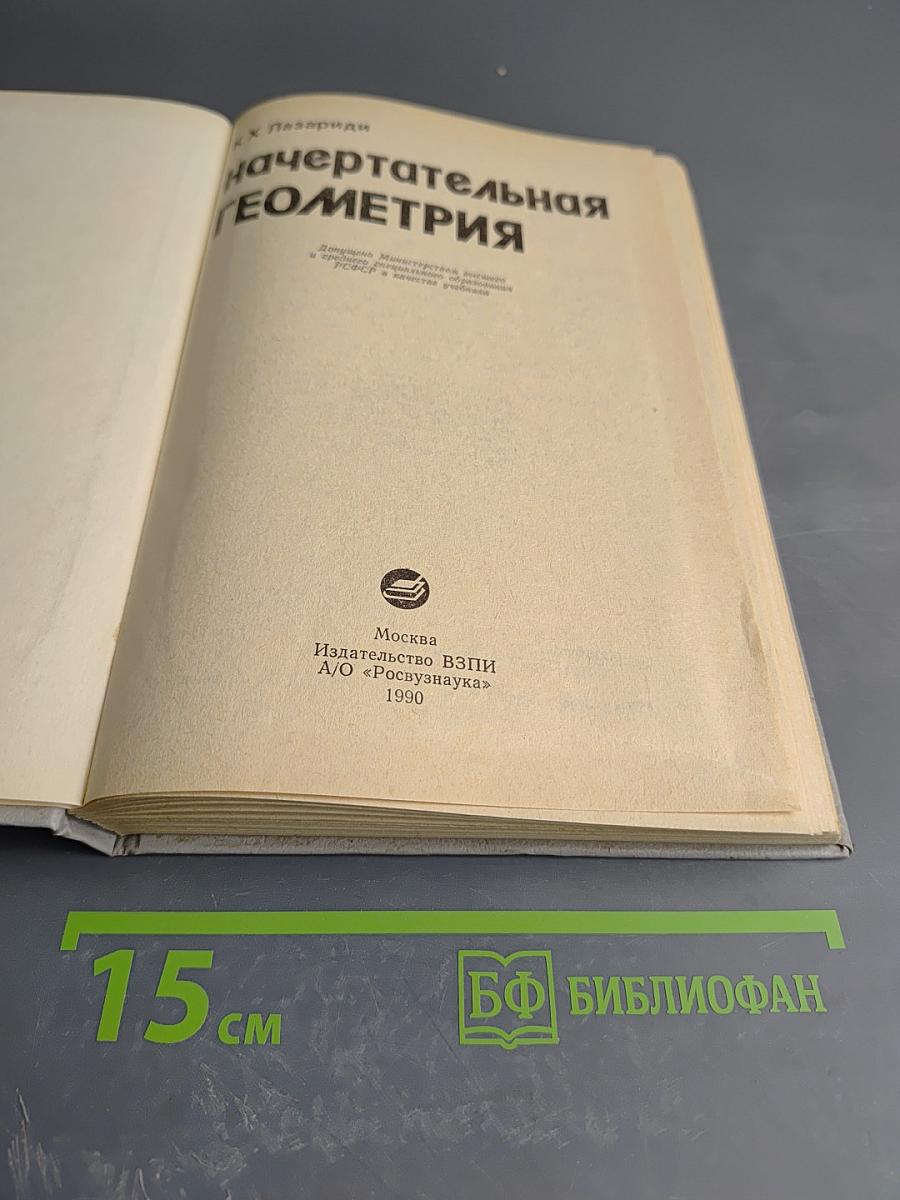 К.Х Лазариди
начертательная
ГЕОМЕТРИЯ
Допущено Министерством высшего
и среднего специального образования
РСФСР в качестве учебника
Москва
Издательство ВЗПИ
А/О «Росвузнаука»
1990
15 см
БФ БИБЛИОФАН